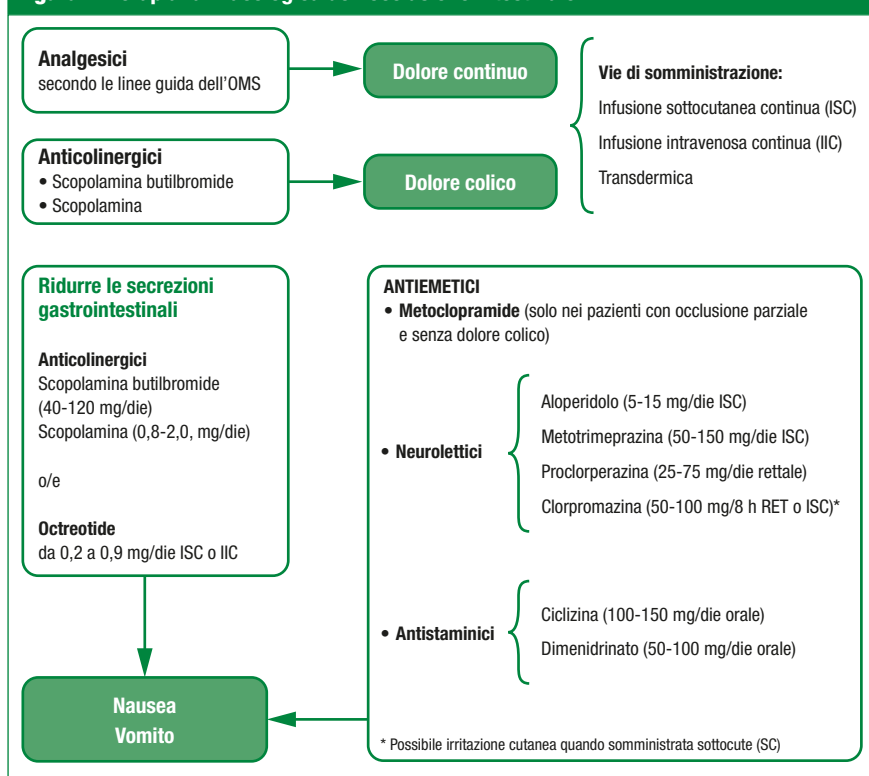 Analgesici
secondo le linee guida dell'OMS
Dolore continuo
Anticolinergici
• Scopolamina butilbromide
• Scopolamina
Dolore colico
Vie di somministrazione:
Infusione sottocutanea continua (ISC)
Infusione intravenosa continua (IIC)
Transdermica
Ridurre le secrezioni
gastrointestinali
Anticolinergici
Scopolamina butilbromide
(40-120 mg/die)
Scopolamina (0,8-2,0, mg/die)
o/e
Octreotide
da 0,2 a 0,9 mg/die ISC o IIC
ANTIEMETICI
• Metoclopramide (solo nei pazienti con occlusione parziale
e senza dolore colico)
• Neurolettici
Aloperidolo (5-15 mg/die ISC)
Metotrimeprazina (50-150 mg/die ISC)
Proclorperazina (25-75 mg/die rettale)
Clorpromazina (50-100 mg/8 h RET o ISC)*
• Antistaminici
Ciclizina (100-150 mg/die orale)
Dimenidrinato (50-100 mg/die orale)
* Possibile irritazione cutanea quando somministrata sottocute (SC)
Nausea
Vomito